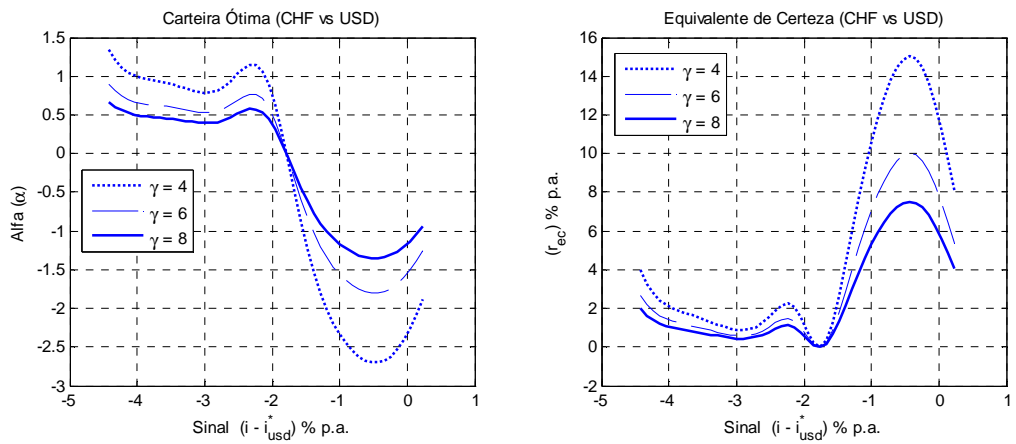 Carteira Ótima (CHF vs USD)
1.5
1
0.5
0
-0.5
-1
-1.5
-2
-2.5
-3
Alfa (α)
γ = 4
γ = 6
γ = 8
-5 -4 -3 -2 -1 0 1
Sinal (i - i*usd) % p.a.
Equivalente de Certeza (CHF vs USD)
16
14
12
10
8
6
4
2
0
-2
(rec) % p.a.
γ = 4
γ = 6
γ = 8
-5 -4 -3 -2 -1 0 1
Sinal (i - i*usd) % p.a.